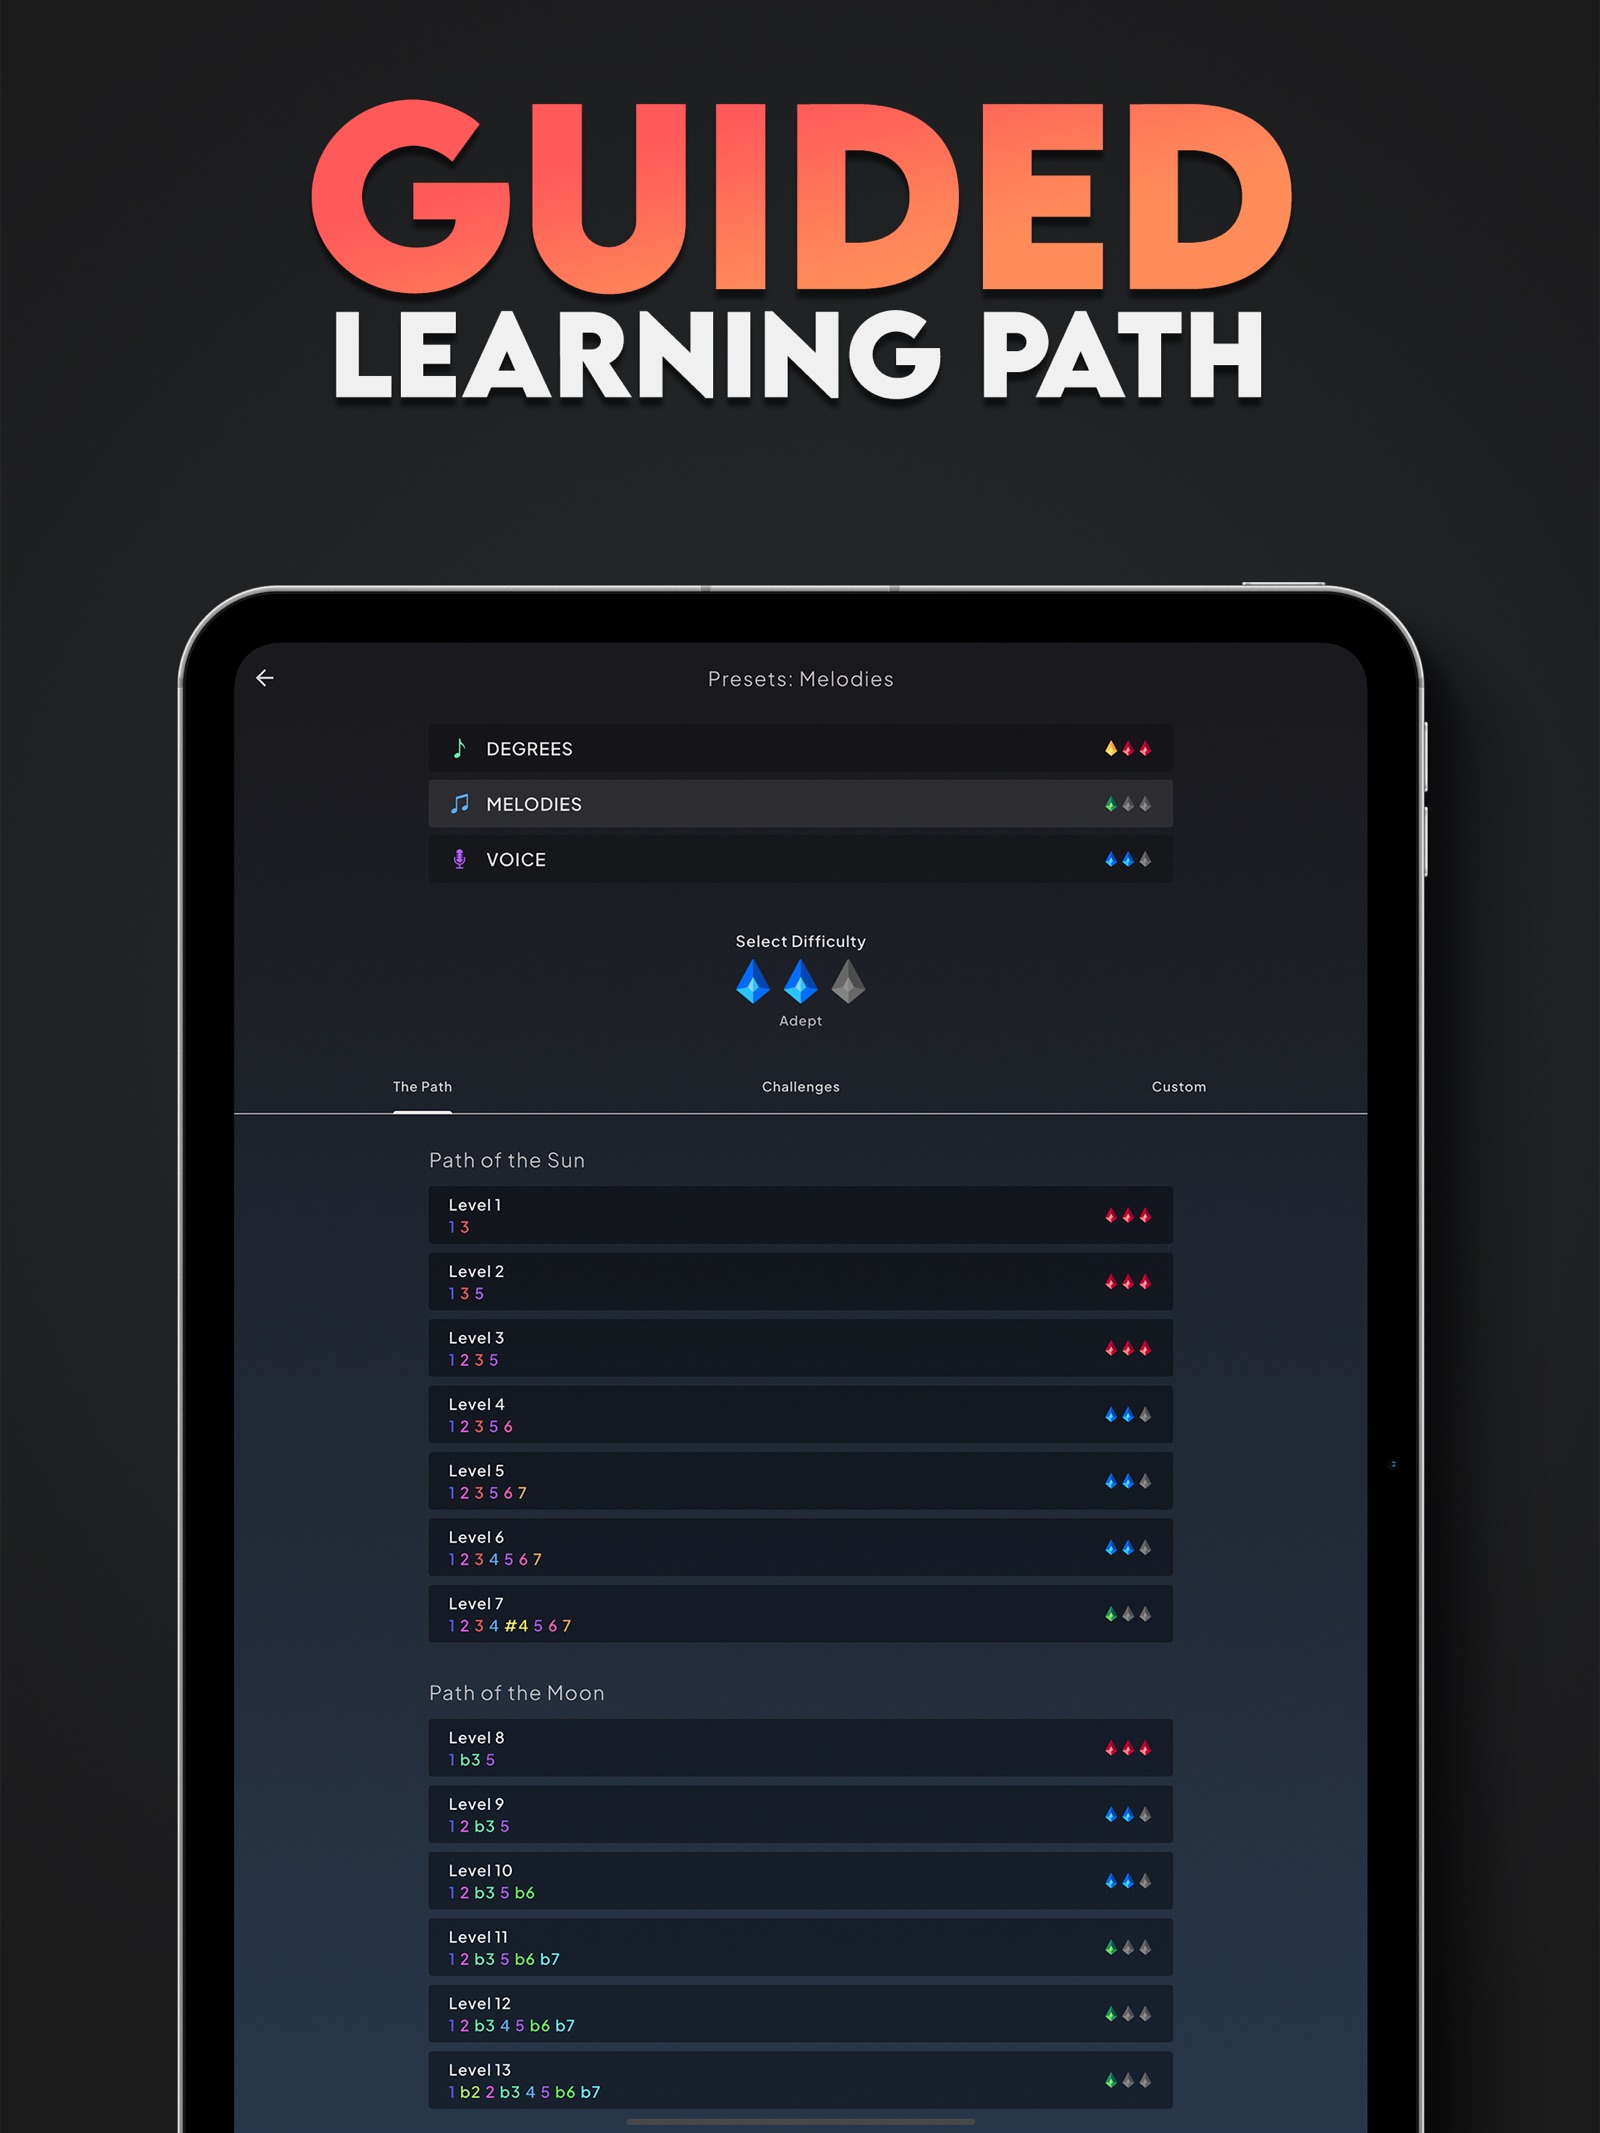 GUIDED
LEARNING PATH
Presets: Melodies
DEGREES
MELODIES
VOICE
Select Difficulty
Adept
The Path Challenges Custom
Path of the Sun
Level 1
1 3
Level 2
1 3 5
Level 3
1 2 3 5
Level 4
1 2 3 5 6
Level 5
1 2 3 5 6 7
Level 6
1 2 3 4 5 6 7
Level 7
1 2 3 4 #4 5 6 7
Path of the Moon
Level 8
1 b3 5
Level 9
1 2 b3 5
Level 10
1 2 b3 5 b6
Level 11
1 2 b3 5 b6 b7
Level 12
1 2 b3 4 5 b6 b7
Level 13
1 b2 2 b3 4 5 b6 b7